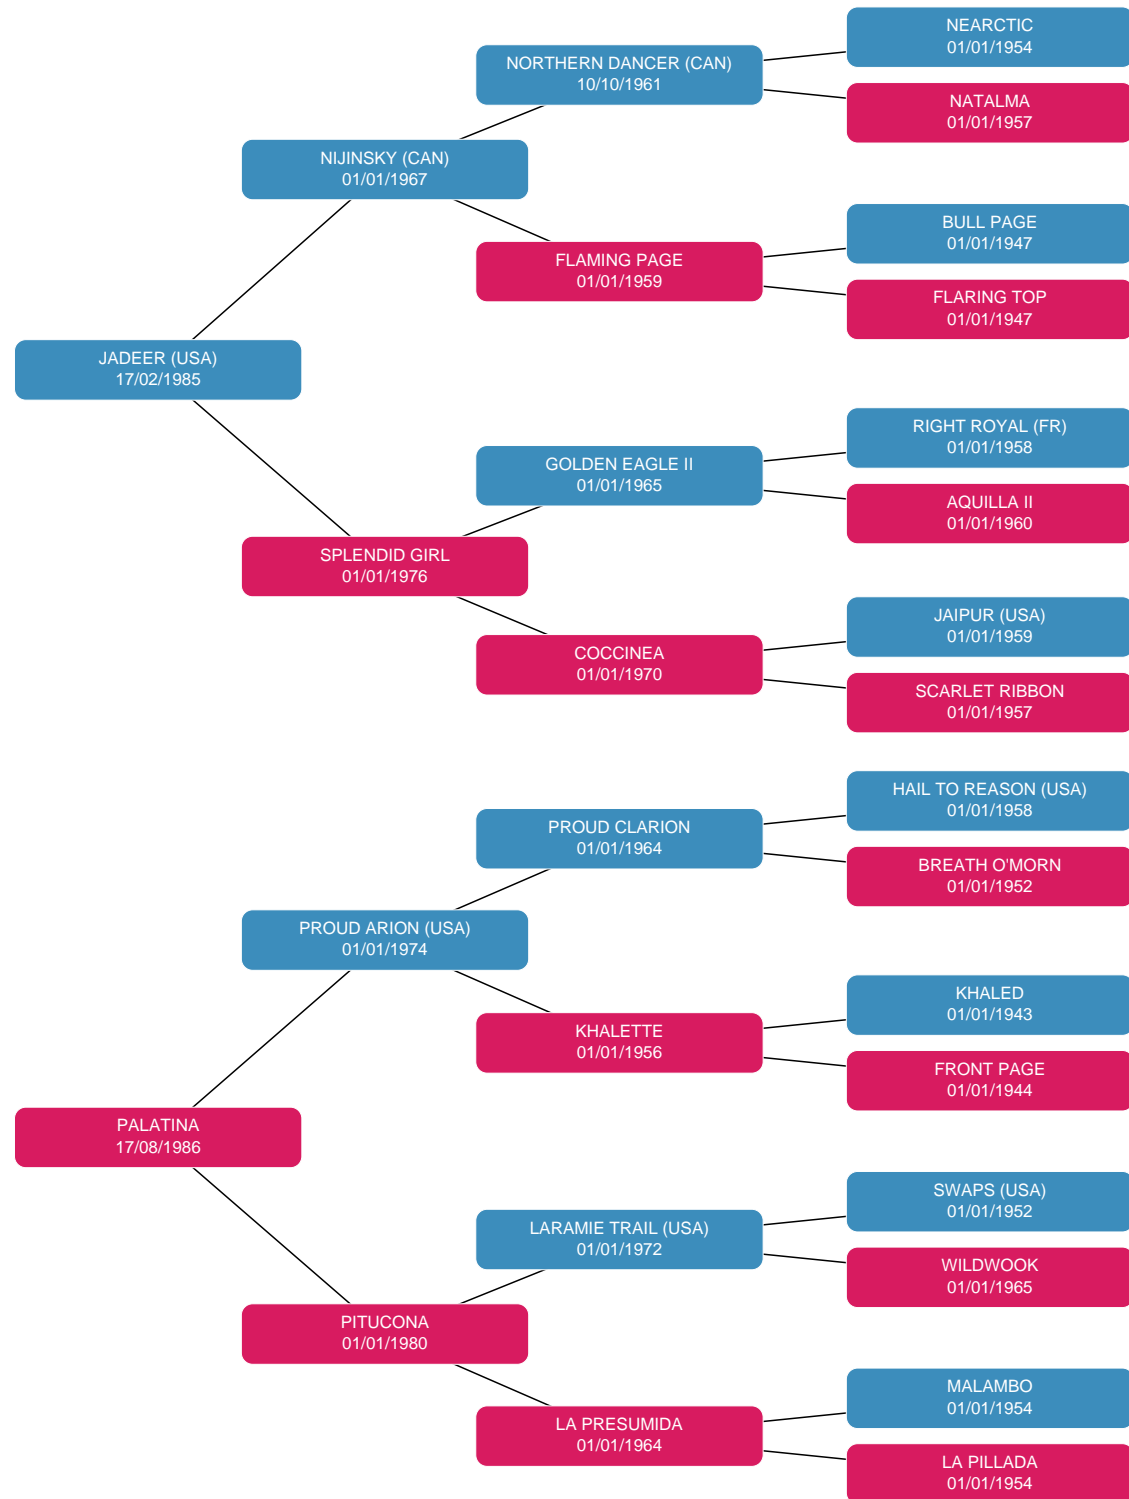 NEARCTIC
01/01/1954
NORTHERN DANCER (CAN)
10/10/1961
NATALMA
01/01/1957
NIJINSKY (CAN)
01/01/1967
BULL PAGE
01/01/1947
FLAMING PAGE
01/01/1959
FLARING TOP
01/01/1947
JADEER (USA)
17/02/1985
RIGHT ROYAL (FR)
01/01/1958
GOLDEN EAGLE II
01/01/1965
AQUILLA II
01/01/1960
SPLENDID GIRL
01/01/1976
JAIPUR (USA)
01/01/1959
COCCINEA
01/01/1970
SCARLET RIBBON
01/01/1957
HAIL TO REASON (USA)
01/01/1958
PROUD CLARION
01/01/1964
BREATH O'MORN
01/01/1952
PROUD ARION (USA)
01/01/1974
KHALED
01/01/1943
KHALETTE
01/01/1956
FRONT PAGE
01/01/1944
PALATINA
17/08/1986
SWAPS (USA)
01/01/1952
LARAMIE TRAIL (USA)
01/01/1972
WILDWOOK
01/01/1965
PITUCONA
01/01/1980
MALAMBO
01/01/1954
LA PRESUMIDA
01/01/1964
LA PILLADA
01/01/1954